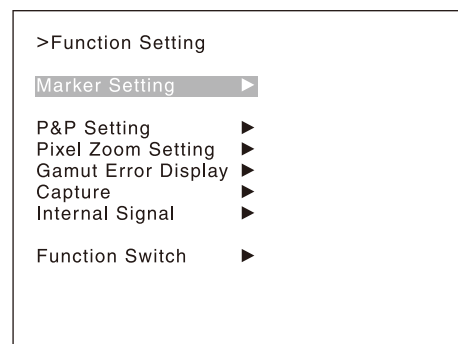 >Function Setting
Marker Setting ▶
P&P Setting ▶
Pixel Zoom Setting ▶
Gamut Error Display ▶
Capture ▶
Internal Signal ▶
Function Switch ▶